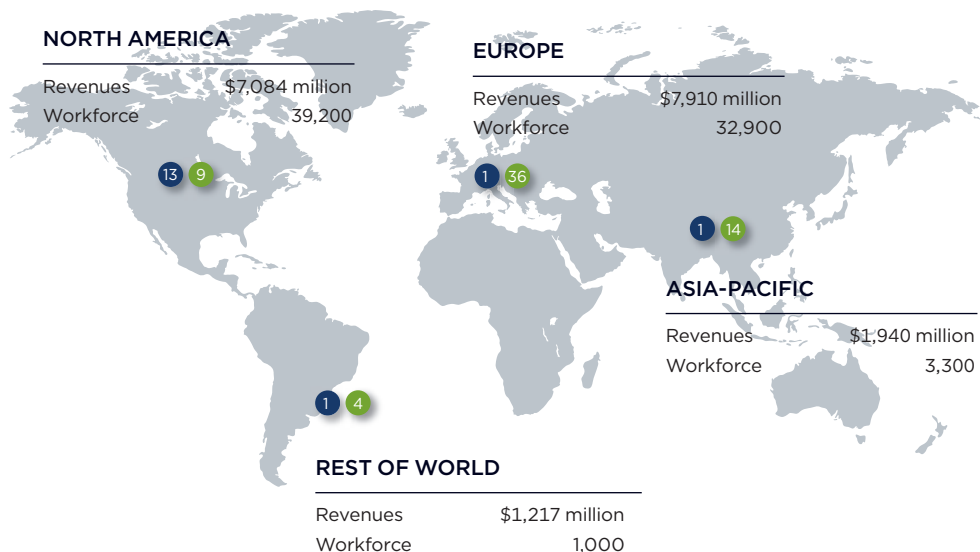 NORTH AMERICA
Revenues $7,084 million
Workforce 39,200
13 9
EUROPE
Revenues $7,910 million
Workforce 32,900
1 36
1 14
ASIA-PACIFIC
Revenues $1,940 million
Workforce 3,300
1 4
REST OF WORLD
Revenues $1,217 million
Workforce 1,000